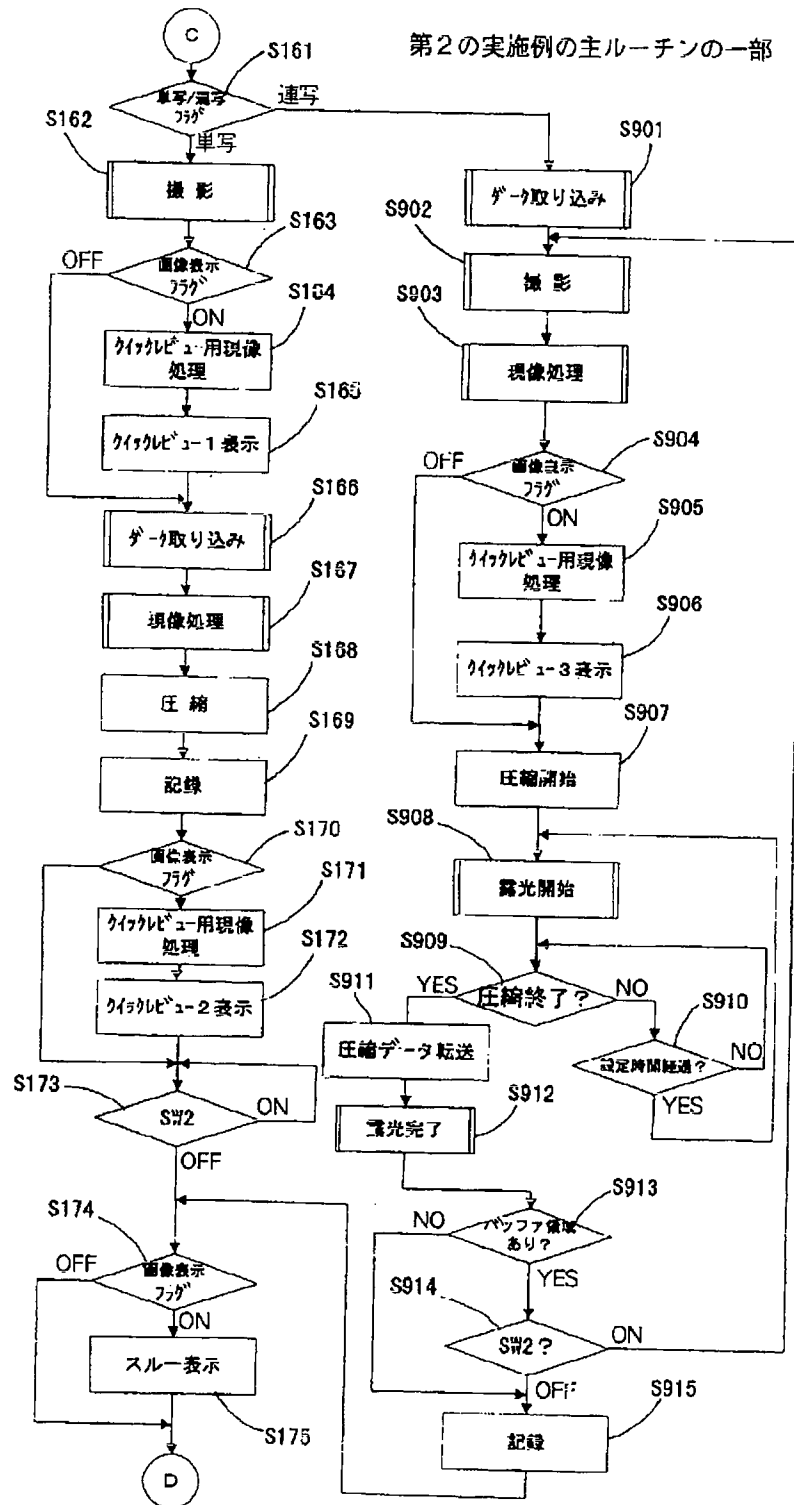 第2の実施例の主ルーチンの一部
C
S161
単写/連写
フラグ
連写
単写
S162
撮 影
S163
画像表示
フラグ
OFF
ON
S164
クイックレビュー用現像
処理
S165
クイックレビュー1表示
S166
ダーク取り込み
S167
現像処理
S168
圧 縮
S169
記録
S170
画像表示
フラグ
S171
クイックレビュー用現像
処理
S172
クイックレビュー2表示
S173
SW2
ON
OFF
S174
画像表示
フラグ
OFF
ON
スルー表示
S175
D
S901
ダーク取り込み
S902
撮 影
S903
現像処理
S904
画像表示
フラグ
OFF
ON
S905
クイックレビュー用現像
処理
S906
クイックレビュー3表示
S907
圧縮開始
S908
露光開始
S909
圧縮終了?
YES
NO
S910
設定時間経過?
NO
YES
S911
圧縮データ転送
S912
露光完了
S913
バッファ領域
あり?
NO
YES
S914
SW2?
ON
OFF
S915
記録